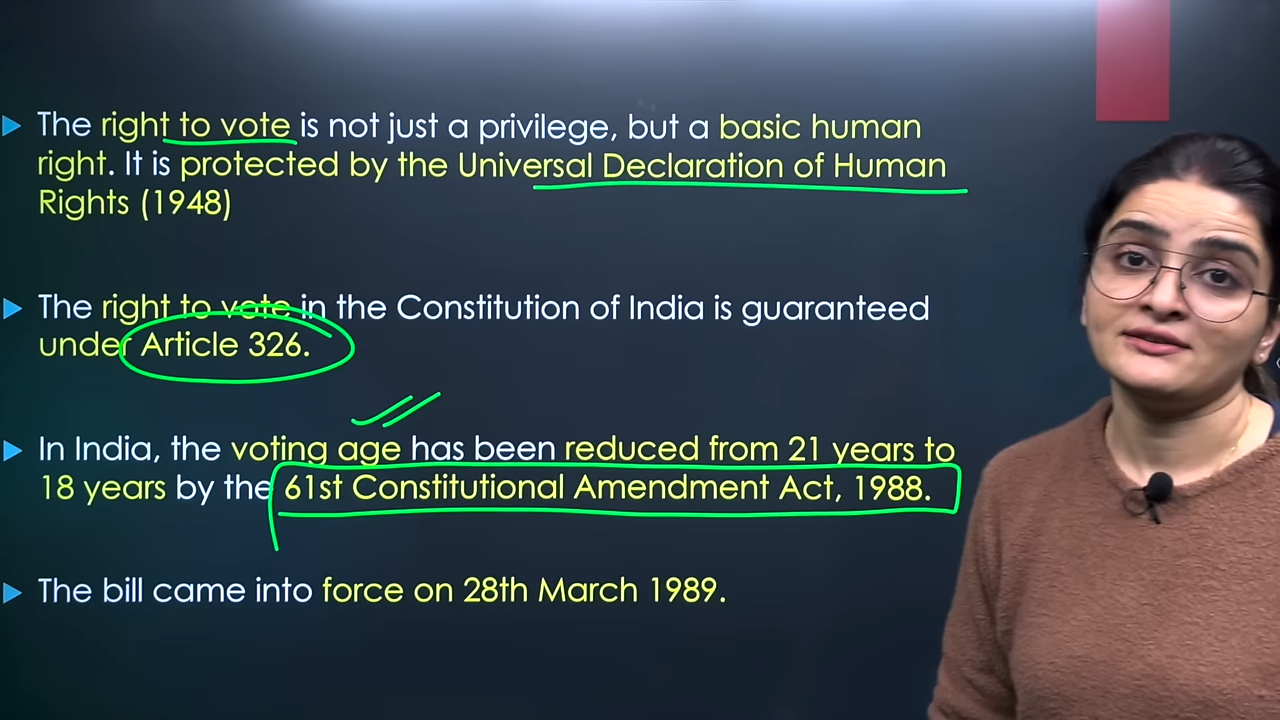 The right to vote is not just a privilege, but a basic human
right. It is protected by the Universal Declaration of Human
Rights (1948)
The right to vote in the Constitution of India is guaranteed
under Article 326.
In India, the voting age has been reduced from 21 years to
18 years by the 61st Constitutional Amendment Act, 1988.
The bill came into force on 28th March 1989.